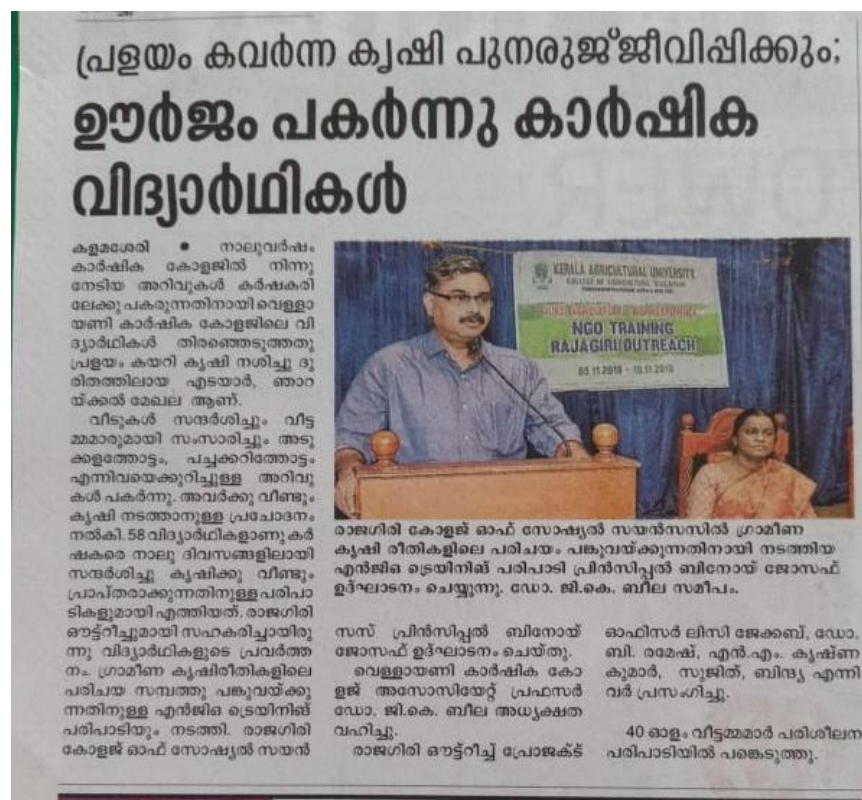 പ്രളയം കവർന്ന കൃഷി പുനരുജ്ജീവിപ്പിക്കും;
ഊർജം പകർന്നു കാർഷിക
വിദ്യാർഥികൾ
കളമശേരി ● നാലുവർഷം
കാർഷിക കോളജിൽ നിന്നു
നേടിയ അറിവുകൾ കർഷകരി
ലേക്കു പകരുന്നതിനായി വെള്ളാ
യണി കാർഷിക കോളജിലെ വി
ദ്യാർഥികൾ തിരഞ്ഞെടുത്തതു
പ്രളയം കയറി കൃഷി നശിച്ചു ദു
രിതത്തിലായ എടയാർ, ഞാറ
യ്ക്കൽ മേഖല ആണ്.
വീടുകൾ സന്ദർശിച്ചും വീട്ട
മ്മമാരുമായി സംസാരിച്ചും അടു
ക്കളത്തോട്ടം, പച്ചക്കറിത്തോട്ടം
എന്നിവയെക്കുറിച്ചുള്ള അറിവു
കൾ പകർന്നു. അവർക്കു വീണ്ടും
കൃഷി നടത്താനുള്ള പ്രചോദനം
നൽകി. 58 വിദ്യാർഥികളാണു കർ
ഷകരെ നാലു ദിവസങ്ങളിലായി
സന്ദർശിച്ചു കൃഷിക്കു വീണ്ടും
പ്രാപ്തരാക്കുന്നതിനുള്ള പരിപാ
ടികളുമായി എത്തിയത്. രാജഗിരി
ഔട്ട്റീച്ചുമായി സഹകരിച്ചായിരു
ന്നു വിദ്യാർഥികളുടെ പ്രവർത്ത
നം. ഗ്രാമീണ കൃഷിരീതികളിലെ
പരിചയ സമ്പത്തു പങ്കുവയ്ക്കു
ന്നതിനുള്ള എൻജിഒ ട്രെയിനിങ്
പരിപാടിയും നടത്തി. രാജഗിരി
കോളജ് ഓഫ് സോഷ്യൽ സയൻ
KERALA AGRICULTURAL UNIVERSITY
COLLEGE OF AGRICULTURE, VELLAYANI
NGO TRAINING
RAJAGIRI OUTREACH
രാജഗിരി കോളജ് ഓഫ് സോഷ്യൽ സയൻസസിൽ ഗ്രാമീണ
കൃഷി രീതികളിലെ പരിചയം പങ്കുവയ്ക്കുന്നതിനായി നടത്തിയ
എൻജിഒ ട്രെയിനിങ് പരിപാടി പ്രിൻസിപ്പൽ ബിനോയ് ജോസഫ്
ഉദ്ഘാടനം ചെയ്യുന്നു. ഡോ. ജി.കെ. ബീല സമീപം.
സസ് പ്രിൻസിപ്പൽ ബിനോയ്
ജോസഫ് ഉദ്ഘാടനം ചെയ്തു.
വെള്ളായണി കാർഷിക കോ
ളജ് അസോസിയേറ്റ് പ്രഫസർ
ഡോ. ജി.കെ. ബീല അധ്യക്ഷത
വഹിച്ചു.
രാജഗിരി ഔട്ട്റീച്ച് പ്രോജക്ട്
ഓഫിസർ ലിസി ജേക്കബ്, ഡോ.
ബി. രമേഷ്, എൻ.എം. കൃഷ്ണ
കുമാർ, സുജിത്, ബിന്ദ്യ എന്നി
വർ പ്രസംഗിച്ചു.
40 ഓളം വീട്ടമ്മമാർ പരിശീലന
പരിപാടിയിൽ പങ്കെടുത്തു.